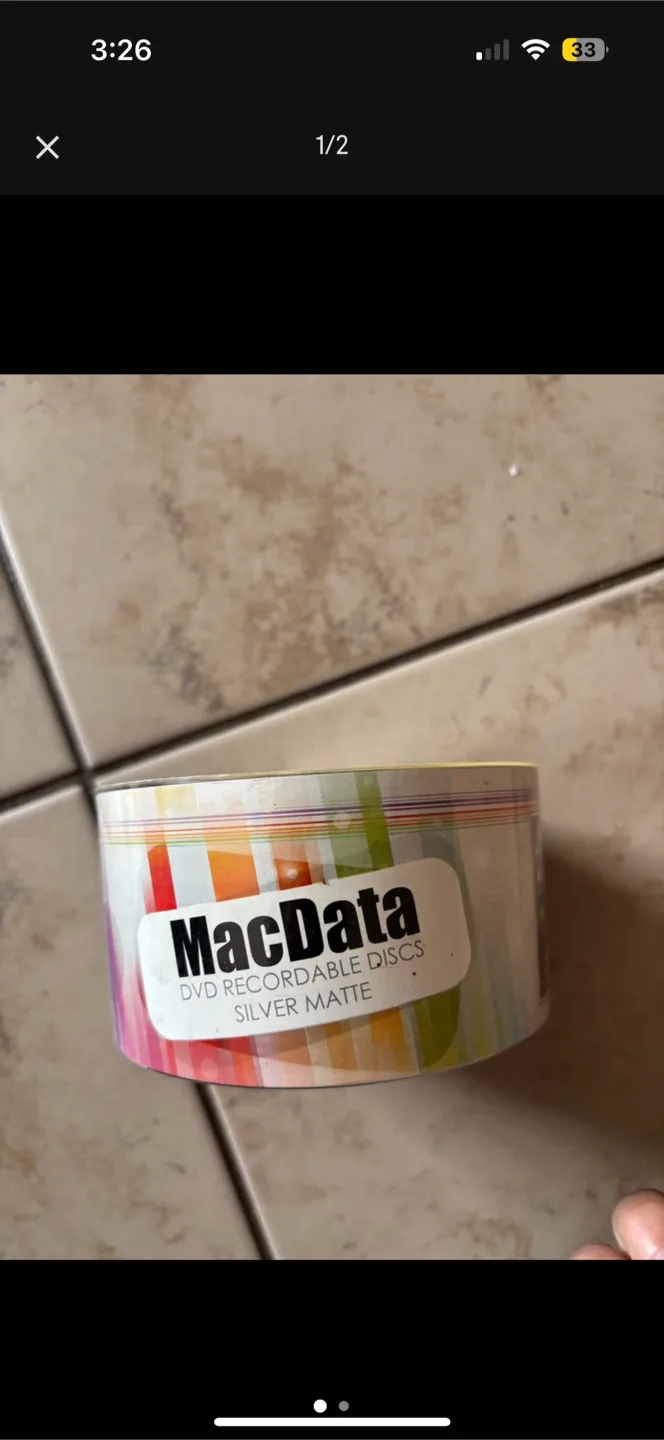 3:26
33
1/2
MacData
DVD RECORDABLE DISCS
SILVER MATTE